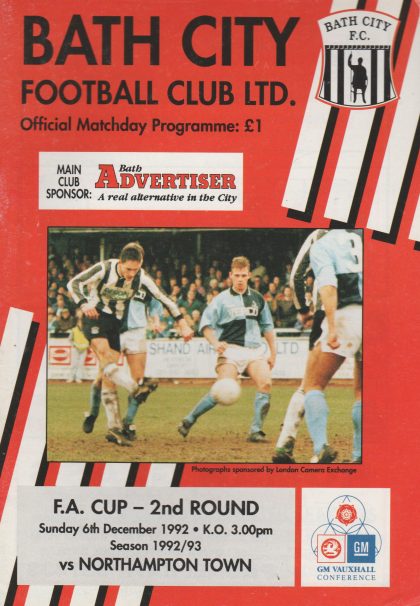 BATH CITY
FOOTBALL CLUB LTD.
Official Matchday Programme: £1
BATH CITY
F.C.
MAIN
CLUB
SPONSOR:
Bath
ADVERTISER
A real alternative in the City
SHAND AIR
LTD
Photographs sponsored by London Camera Exchange
F.A. CUP – 2nd ROUND
Sunday 6th December 1992 • K.O. 3.00pm
Season 1992/93
vs NORTHAMPTON TOWN
GM
GM VAUXHALL
CONFERENCE